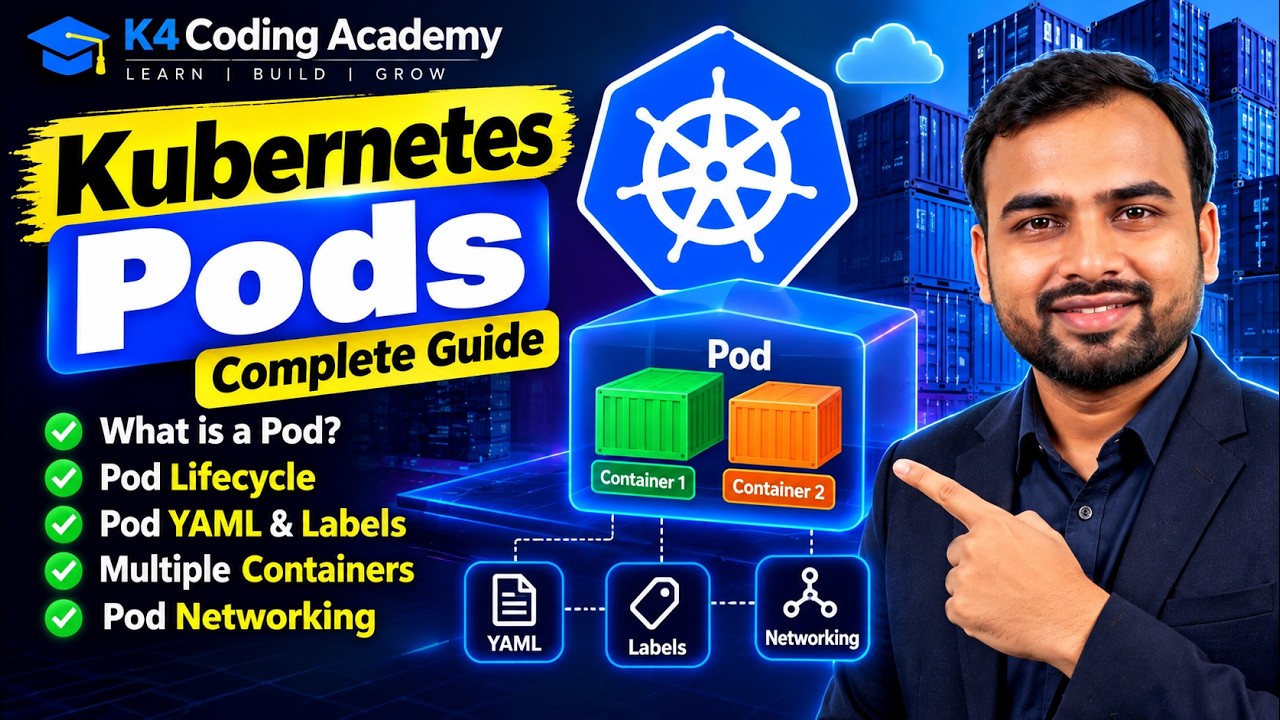 K4 Coding Academy
LEARN | BUILD | GROW
Kubernetes
Pods
Complete Guide
What is a Pod?
Pod Lifecycle
Pod YAML & Labels
Multiple Containers
Pod Networking
Pod
Container 1
Container 2
YAML
Labels
Networking